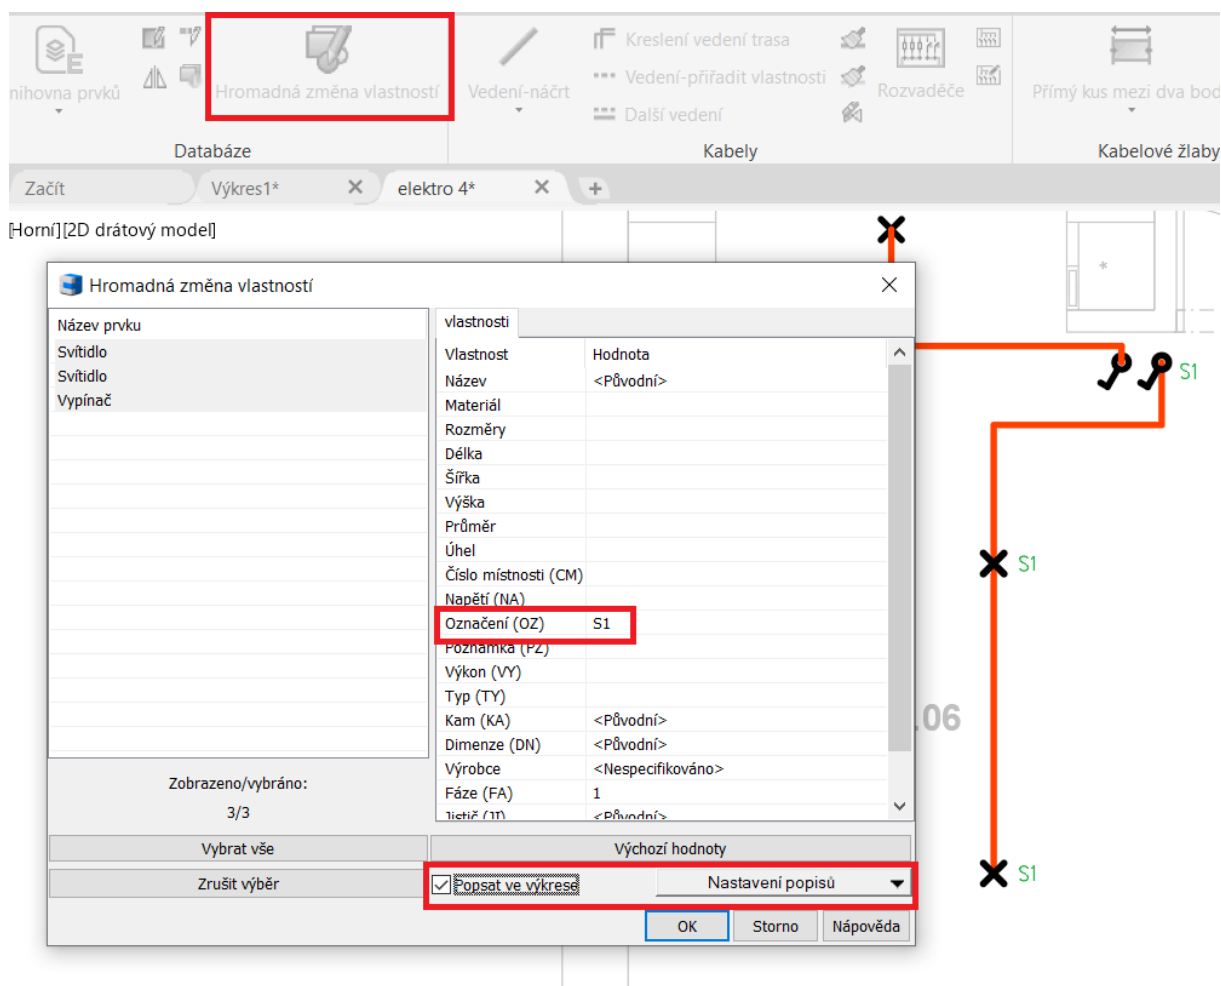 Kreslení vedení trasa
nihovna prvků
Hromadná změna vlastností
Vedení-náčrt
Vedení-přiřadit vlastnosti
Další vedení
Rozvaděče
Přímý kus mezi dva bod
Databáze
Kabely
Kabelové žlaby
Začít
Výkres1*
elektro 4*
[Horní][2D drátový model]
Hromadná změna vlastností
Název prvku
Svítidlo
Svítidlo
Vypínač
Zobrazeno/vybráno:
3/3
Vybrat vše
Zrušit výběr
vlastnosti
Vlastnost Hodnota
Název <Původní>
Materiál
Rozměry
Délka
Šířka
Výška
Průměr
Úhel
Číslo místnosti (CM)
Napětí (NA)
Označení (OZ) S1
Poznámka (PZ)
Výkon (VY)
Typ (TY)
Kam (KA) <Původní>
Dimenze (DN) <Původní>
Výrobce <Nespecifikováno>
Fáze (FA) 1
Jistič (JI) <Původní>
Výchozí hodnoty
Popsat ve výkrese
Nastavení popisů
OK
Storno
Nápověda
S1
S1
.06
S1